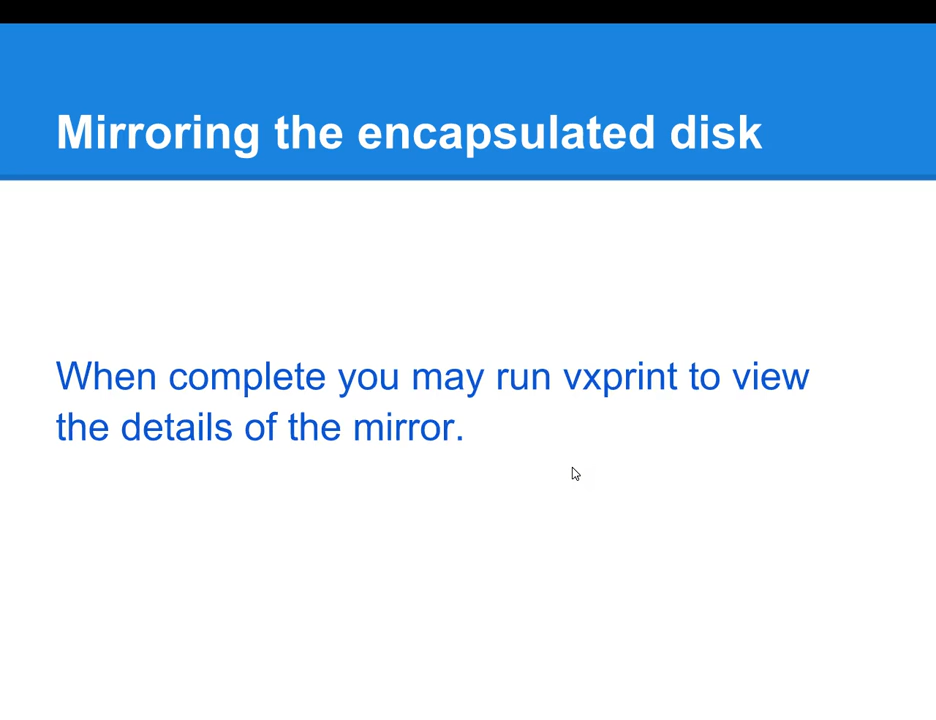 Mirroring the encapsulated disk
When complete you may run vxprint to view
the details of the mirror.